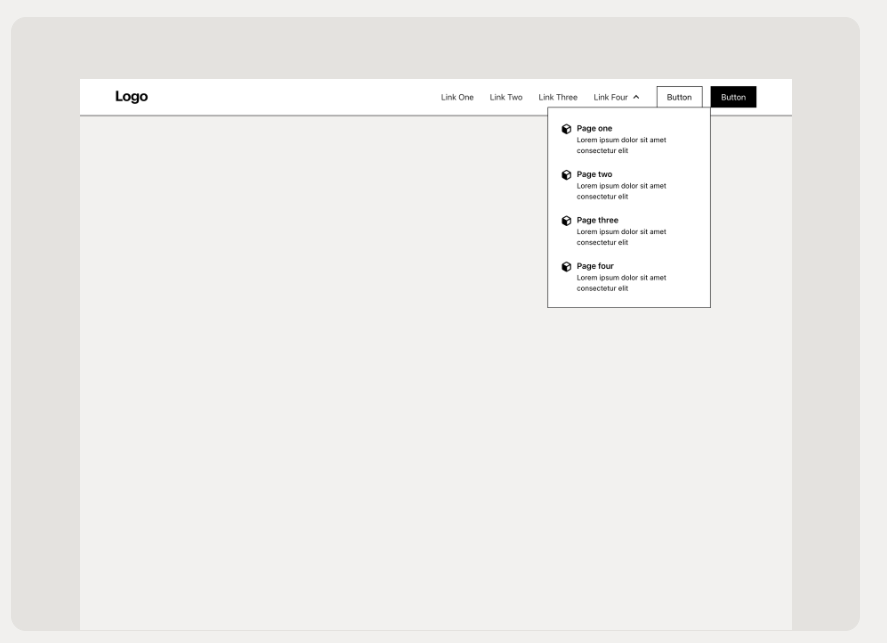 Logo
Link One
Link Two
Link Three
Link Four
Button
Button
Page one
Lorem ipsum dolor sit amet
consectetur elit
Page two
Lorem ipsum dolor sit amet
consectetur elit
Page three
Lorem ipsum dolor sit amet
consectetur elit
Page four
Lorem ipsum dolor sit amet
consectetur elit